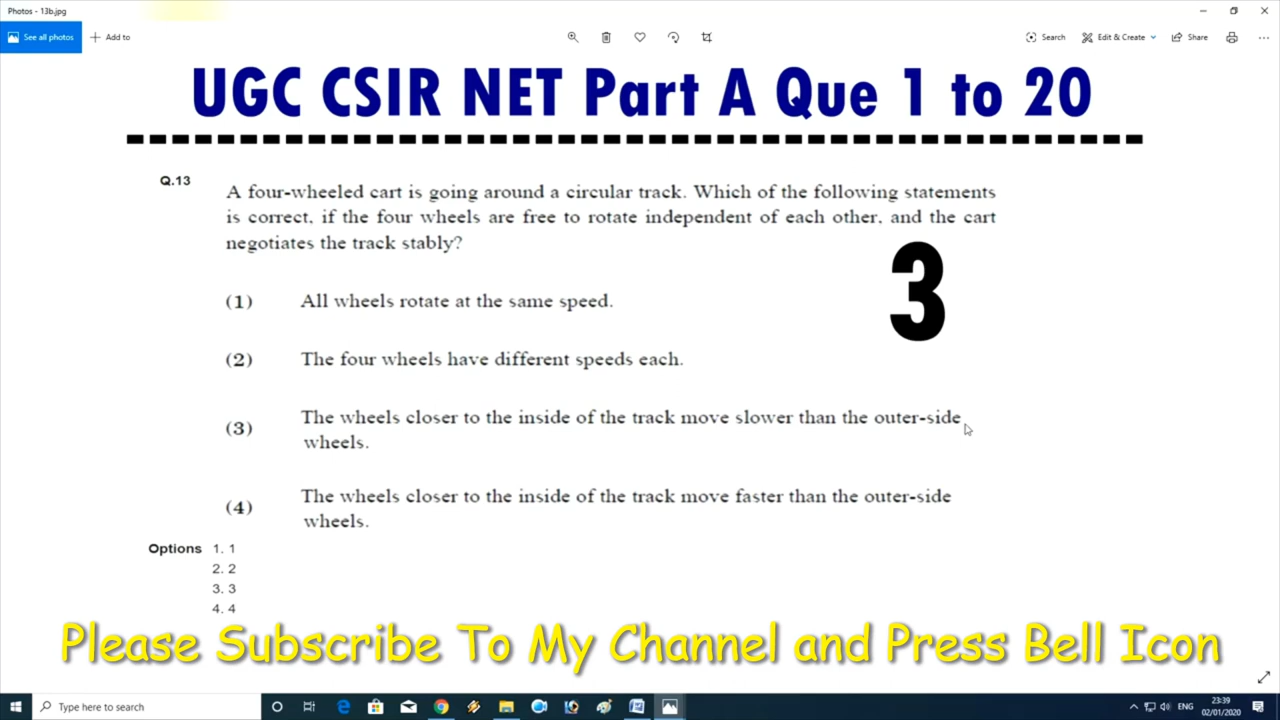 Photos - 13b.jpg
See all photos
Add to
Search
Edit & Create
Share
UGC CSIR NET Part A Que 1 to 20
Q.13
A four-wheeled cart is going around a circular track. Which of the following statements
is correct, if the four wheels are free to rotate independent of each other, and the cart
negotiates the track stably?
3
(1) All wheels rotate at the same speed.
(2) The four wheels have different speeds each.
(3) The wheels closer to the inside of the track move slower than the outer-side
wheels.
(4) The wheels closer to the inside of the track move faster than the outer-side
wheels.
Options 1. 1
2. 2
3. 3
4. 4
Please Subscribe To My Channel and Press Bell Icon
Type here to search
ENG
23:39
02/01/2020